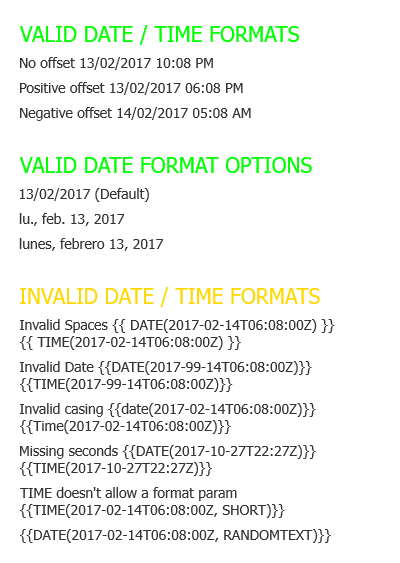 VALID DATE / TIME FORMATS
No offset 13/02/2017 10:08 PM
Positive offset 13/02/2017 06:08 PM
Negative offset 14/02/2017 05:08 AM
VALID DATE FORMAT OPTIONS
13/02/2017 (Default)
lu., feb. 13, 2017
lunes, febrero 13, 2017
INVALID DATE / TIME FORMATS
Invalid Spaces {{ DATE(2017-02-14T06:08:00Z) }}
{{ TIME(2017-02-14T06:08:00Z) }}
Invalid Date {{DATE(2017-99-14T06:08:00Z)}}
{{TIME(2017-99-14T06:08:00Z)}}
Invalid casing {{date(2017-02-14T06:08:00Z)}}
{{Time(2017-02-14T06:08:00Z)}}
Missing seconds {{DATE(2017-10-27T22:27Z)}}
{{TIME(2017-10-27T22:27Z)}}
TIME doesn't allow a format param
{{TIME(2017-02-14T06:08:00Z, SHORT)}}
{{DATE(2017-02-14T06:08:00Z, RANDOMTEXT)}}